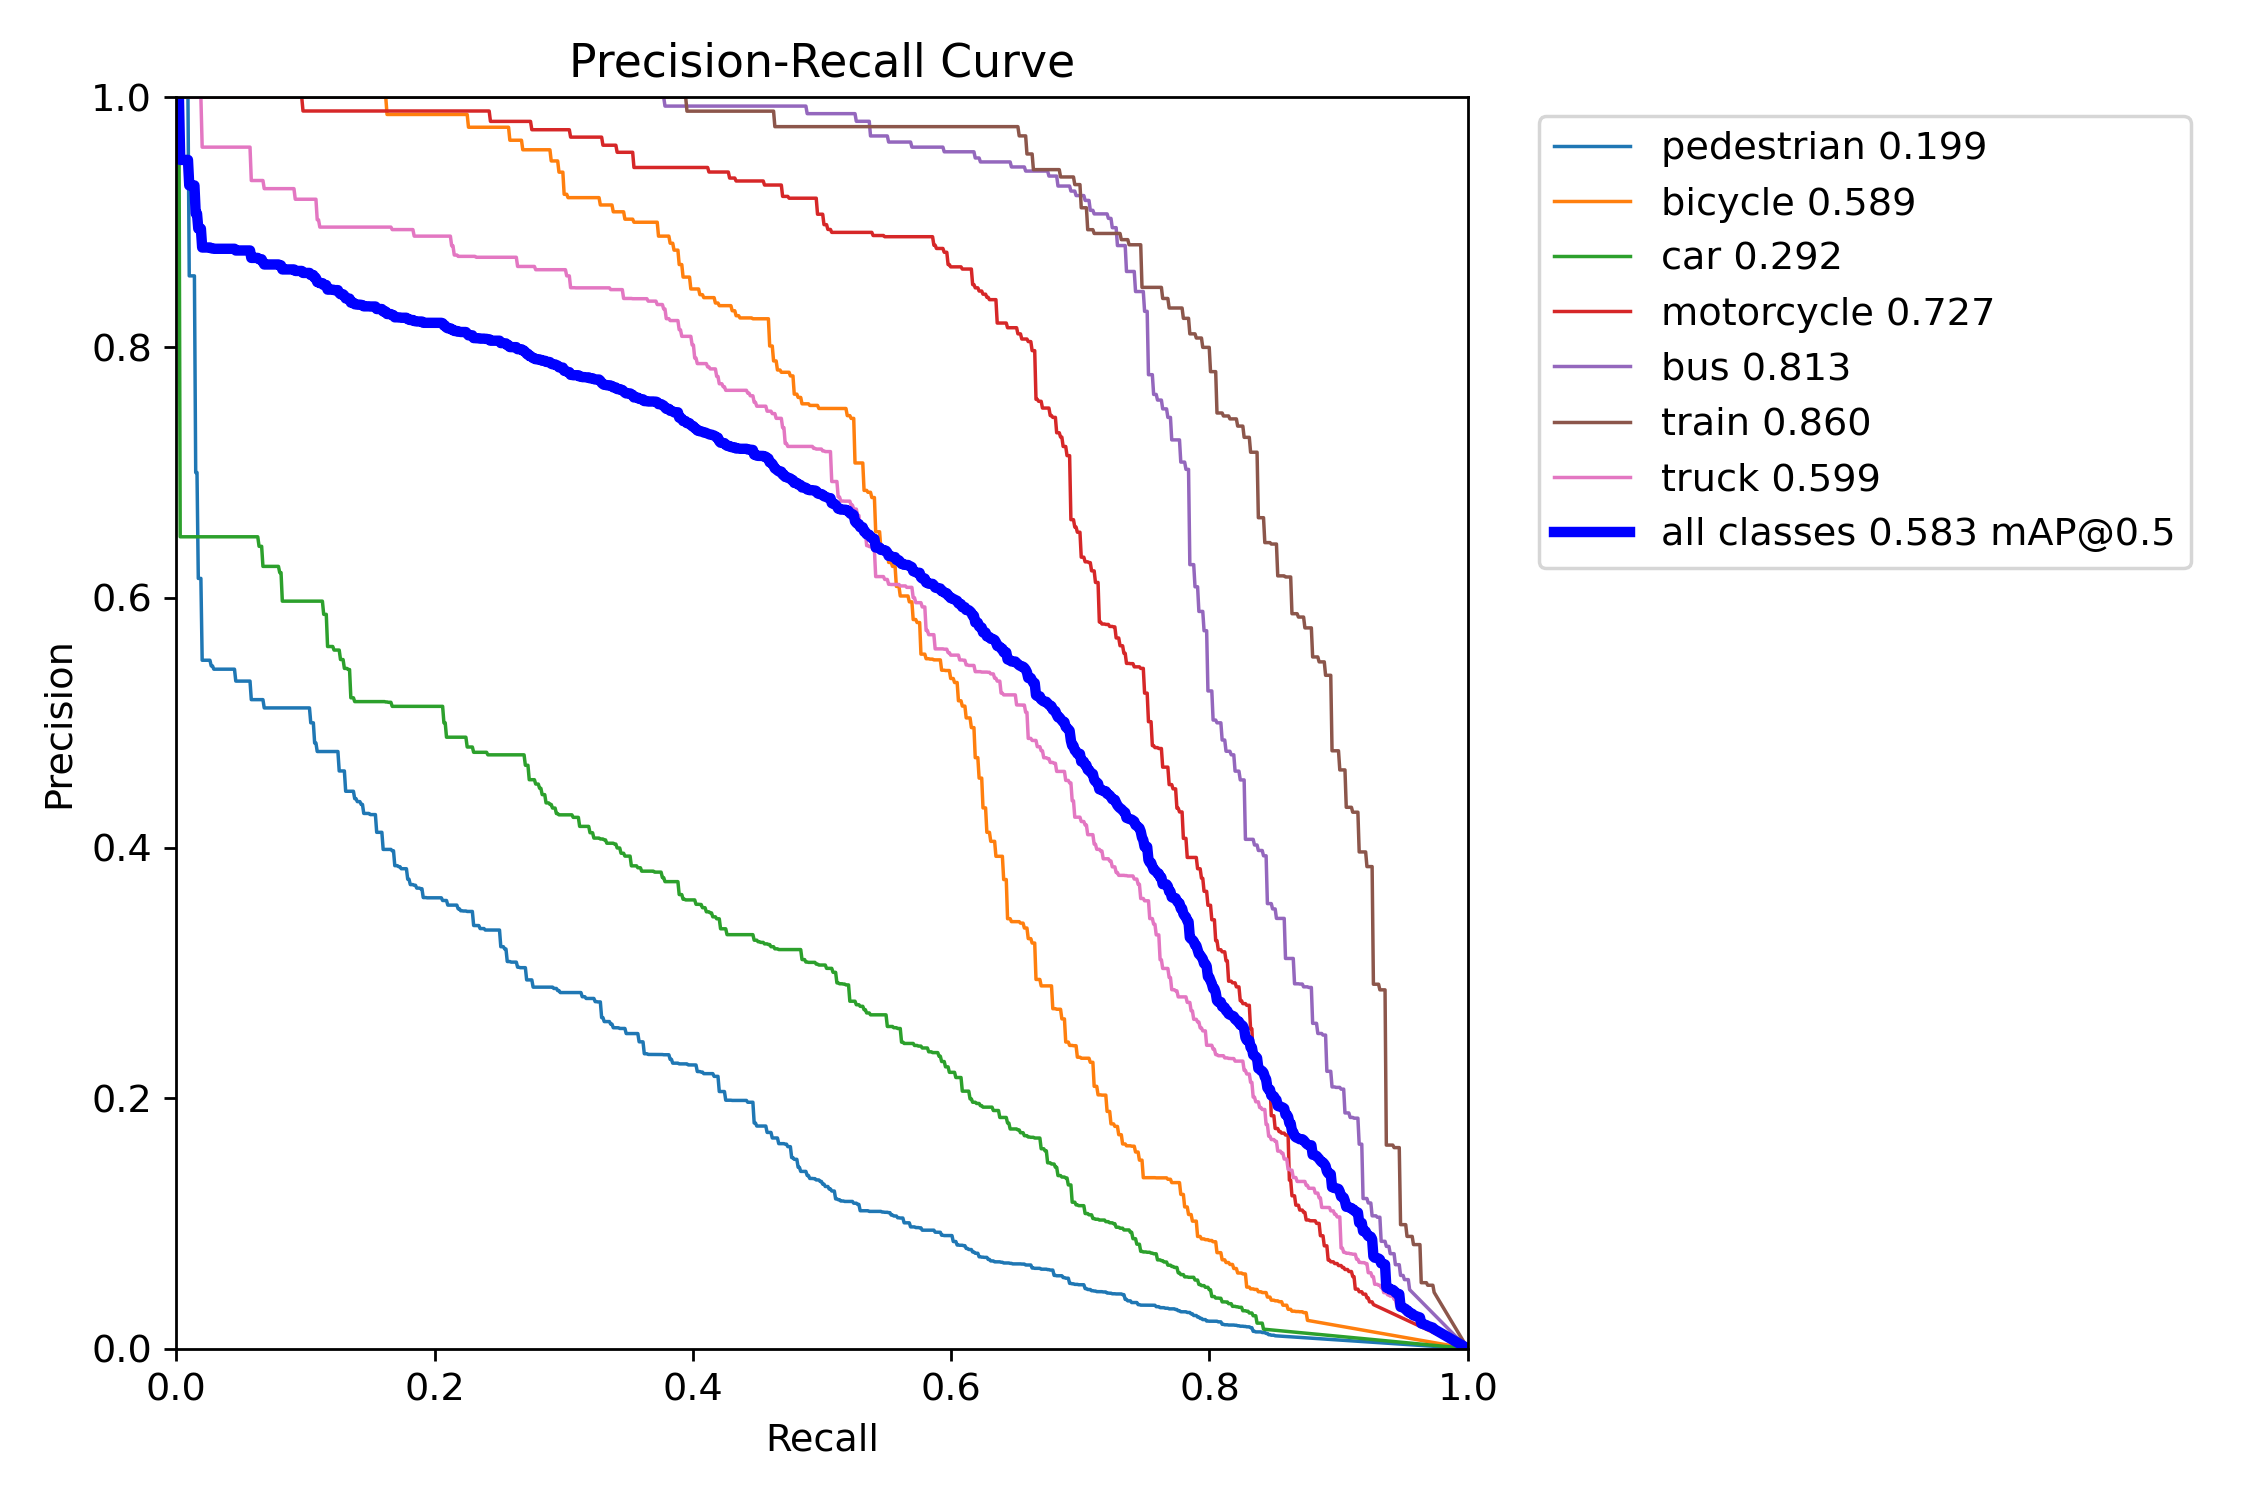 Precision-Recall Curve
1.0
0.8
0.6
0.4
0.2
0.0
Precision
0.0 0.2 0.4 0.6 0.8 1.0
Recall
pedestrian 0.199
bicycle 0.589
car 0.292
motorcycle 0.727
bus 0.813
train 0.860
truck 0.599
all classes 0.583 mAP@0.5